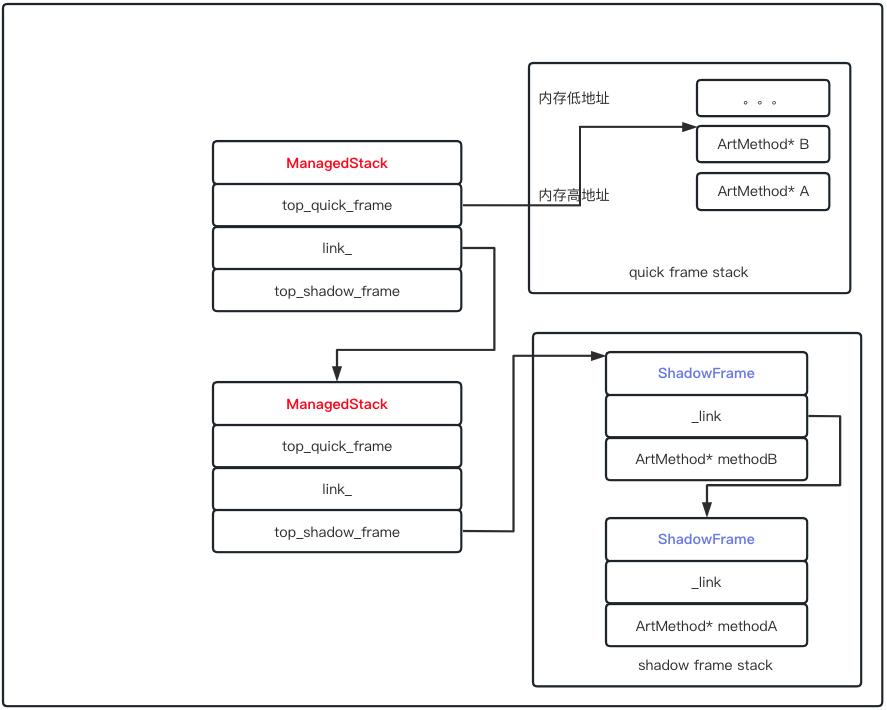 ManagedStack
top_quick_frame
link_
top_shadow_frame
内存低地址
。。。
ArtMethod* B
内存高地址
ArtMethod* A
quick frame stack
ManagedStack
top_quick_frame
link_
top_shadow_frame
ShadowFrame
_link
ArtMethod* methodB
ShadowFrame
_link
ArtMethod* methodA
shadow frame stack